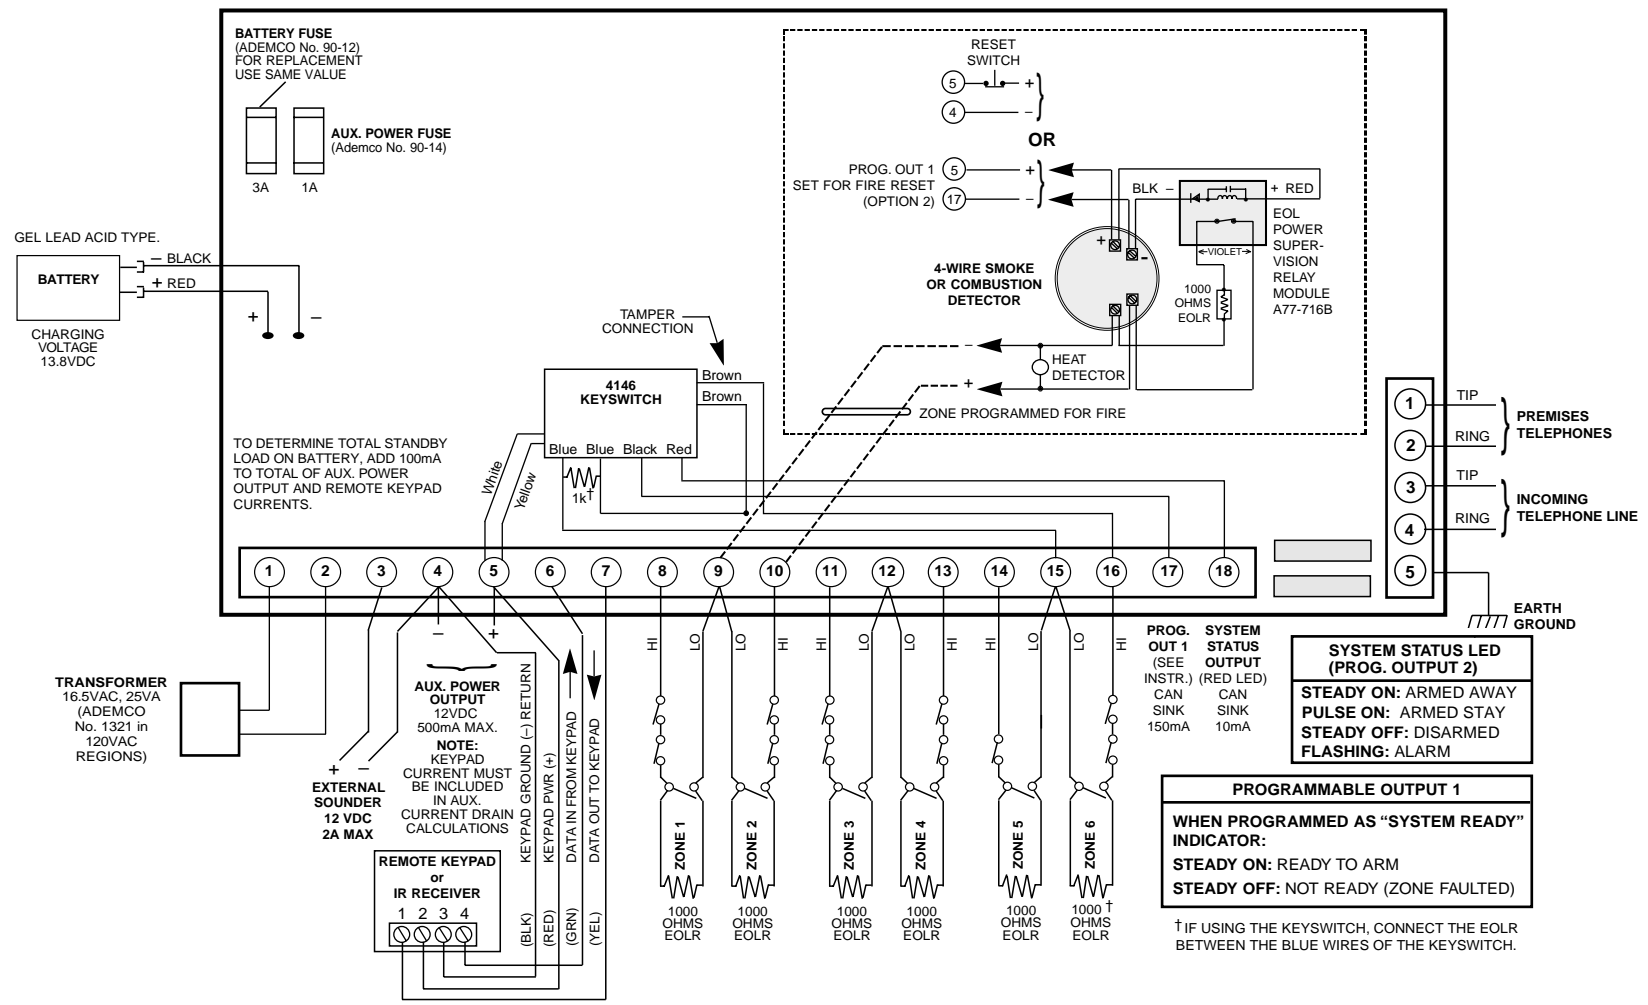 BATTERY FUSE
(ADEMCO No. 90-12)
FOR REPLACEMENT
USE SAME VALUE
AUX. POWER FUSE
(Ademco No. 90-14)
3A
1A
GEL LEAD ACID TYPE.
BATTERY
– BLACK
+ RED
+
–
CHARGING
VOLTAGE
13.8VDC
RESET
SWITCH
5
+
4
–
OR
PROG. OUT 1
SET FOR FIRE RESET
(OPTION 2)
5
+
17
–
BLK –
+ RED
VIOLET
EOL
POWER
SUPER-
VISION
RELAY
MODULE
A77-716B
+
-
4-WIRE SMOKE
OR COMBUSTION
DETECTOR
1000
OHMS
EOLR
–
HEAT
DETECTOR
+
ZONE PROGRAMMED FOR FIRE
TAMPER
CONNECTION
4146
KEYSWITCH
Brown
Brown
Blue Blue Black Red
1k†
White
Yellow
TO DETERMINE TOTAL STANDBY
LOAD ON BATTERY, ADD 100mA
TO TOTAL OF AUX. POWER
OUTPUT AND REMOTE KEYPAD
CURRENTS.
1
2
3
4
5
TIP
RING
TIP
RING
PREMISES
TELEPHONES
INCOMING
TELEPHONE LINE
EARTH
GROUND
1 2 3 4 5 6 7 8 9 10 11 12 13 14 15 16 17 18
TRANSFORMER
16.5VAC, 25VA
(ADEMCO
No. 1321 in
120VAC
REGIONS)
+ –
EXTERNAL
SOUNDER
12 VDC
2A MAX
– +
AUX. POWER
OUTPUT
12VDC
500mA MAX.
NOTE:
KEYPAD
CURRENT MUST
BE INCLUDED
IN AUX.
CURRENT DRAIN
CALCULATIONS
KEYPAD GROUND (–) RETURN
KEYPAD PWR (+)
DATA IN FROM KEYPAD
DATA OUT TO KEYPAD
(BLK)
(RED)
(GRN)
(YEL)
REMOTE KEYPAD
or
IR RECEIVER
1 2 3 4
HI LO LO HI HI LO LO HI HI LO LO HI
ZONE 1
ZONE 2
ZONE 3
ZONE 4
ZONE 5
ZONE 6
1000
OHMS
EOLR
1000
OHMS
EOLR
1000
OHMS
EOLR
1000
OHMS
EOLR
1000
OHMS
EOLR
1000 †
OHMS
EOLR
PROG.
OUT 1
(SEE
INSTR.)
CAN
SINK
150mA
SYSTEM
STATUS
OUTPUT
(RED LED)
CAN
SINK
10mA
SYSTEM STATUS LED
(PROG. OUTPUT 2)
STEADY ON: ARMED AWAY
PULSE ON: ARMED STAY
STEADY OFF: DISARMED
FLASHING: ALARM
PROGRAMMABLE OUTPUT 1
WHEN PROGRAMMED AS “SYSTEM READY”
INDICATOR:
STEADY ON: READY TO ARM
STEADY OFF: NOT READY (ZONE FAULTED)
† IF USING THE KEYSWITCH, CONNECT THE EOLR
BETWEEN THE BLUE WIRES OF THE KEYSWITCH.